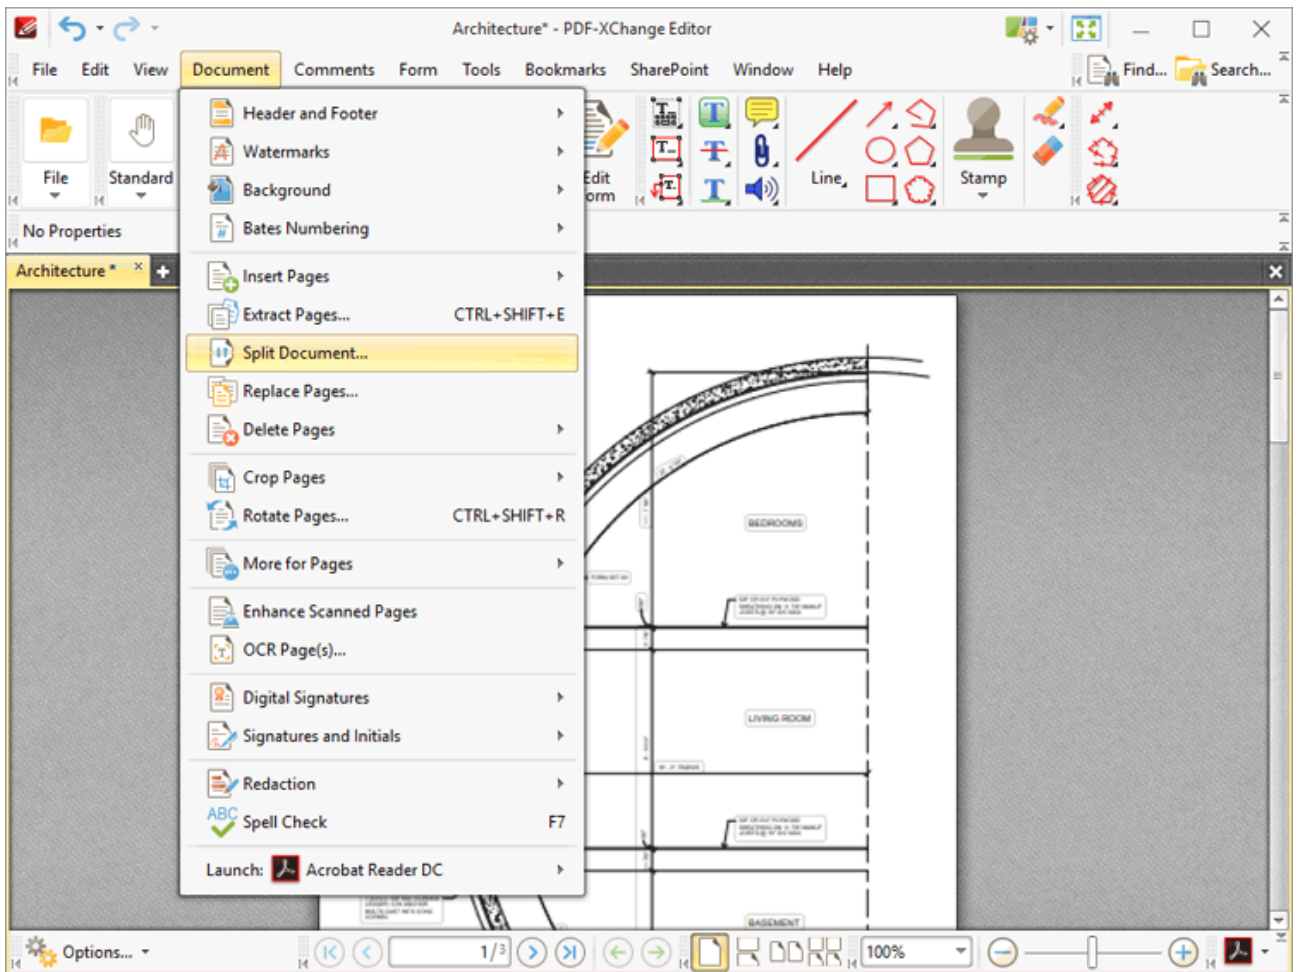 Architecture* - PDF-XChange Editor
File Edit View Document Comments Form Tools Bookmarks SharePoint Window Help Find... Search...
Header and Footer
Watermarks
Background
Bates Numbering
Insert Pages
Extract Pages... CTRL+SHIFT+E
Split Document...
Replace Pages...
Delete Pages
Crop Pages
Rotate Pages... CTRL+SHIFT+R
More for Pages
Enhance Scanned Pages
OCR Page(s)...
Digital Signatures
Signatures and Initials
Redaction
ABC Spell Check F7
Launch: Acrobat Reader DC
File
Standard
Edit
orm
Line
Stamp
No Properties
Architecture *
BEDROOMS
LIVING ROOM
BASEMENT
Options... 1/3 100%